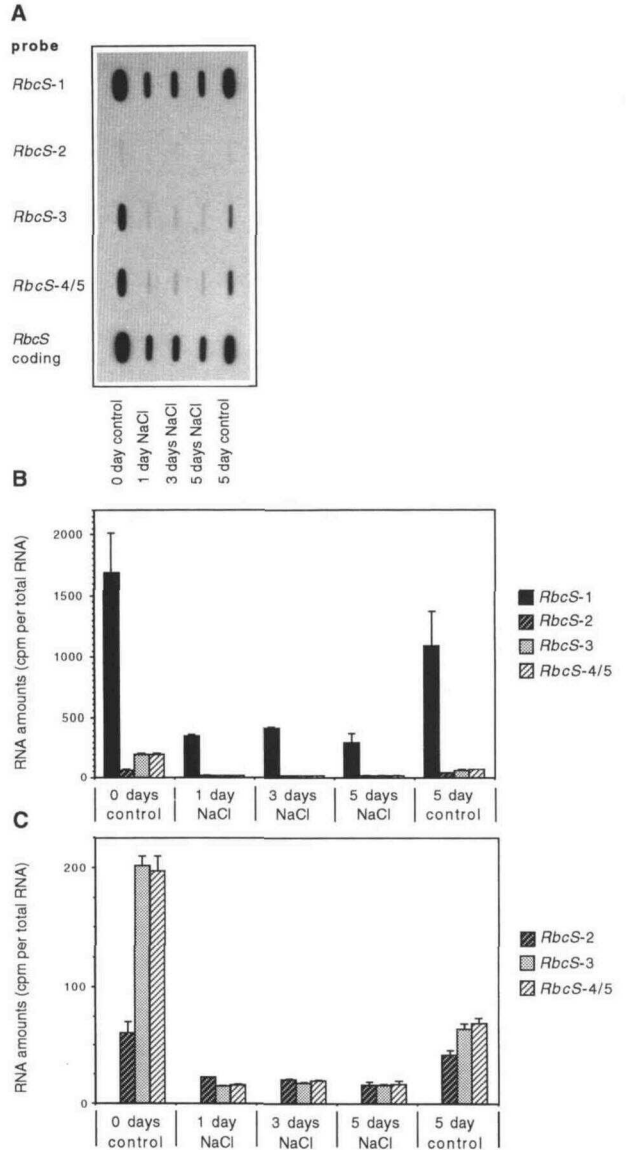 A
probe
RbcS-1
RbcS-2
RbcS-3
RbcS-4/5
RbcS
coding
0 day control
1 day NaCl
3 days NaCl
5 days NaCl
5 day control
B
RNA amounts (cpm per total RNA)
2000
1500
1000
500
0
RbcS-1
RbcS-2
RbcS-3
RbcS-4/5
0 days control
1 day NaCl
3 days NaCl
5 days NaCl
5 day control
C
RNA amounts (cpm per total RNA)
200
100
0
RbcS-2
RbcS-3
RbcS-4/5
0 days control
1 day NaCl
3 days NaCl
5 days NaCl
5 day control